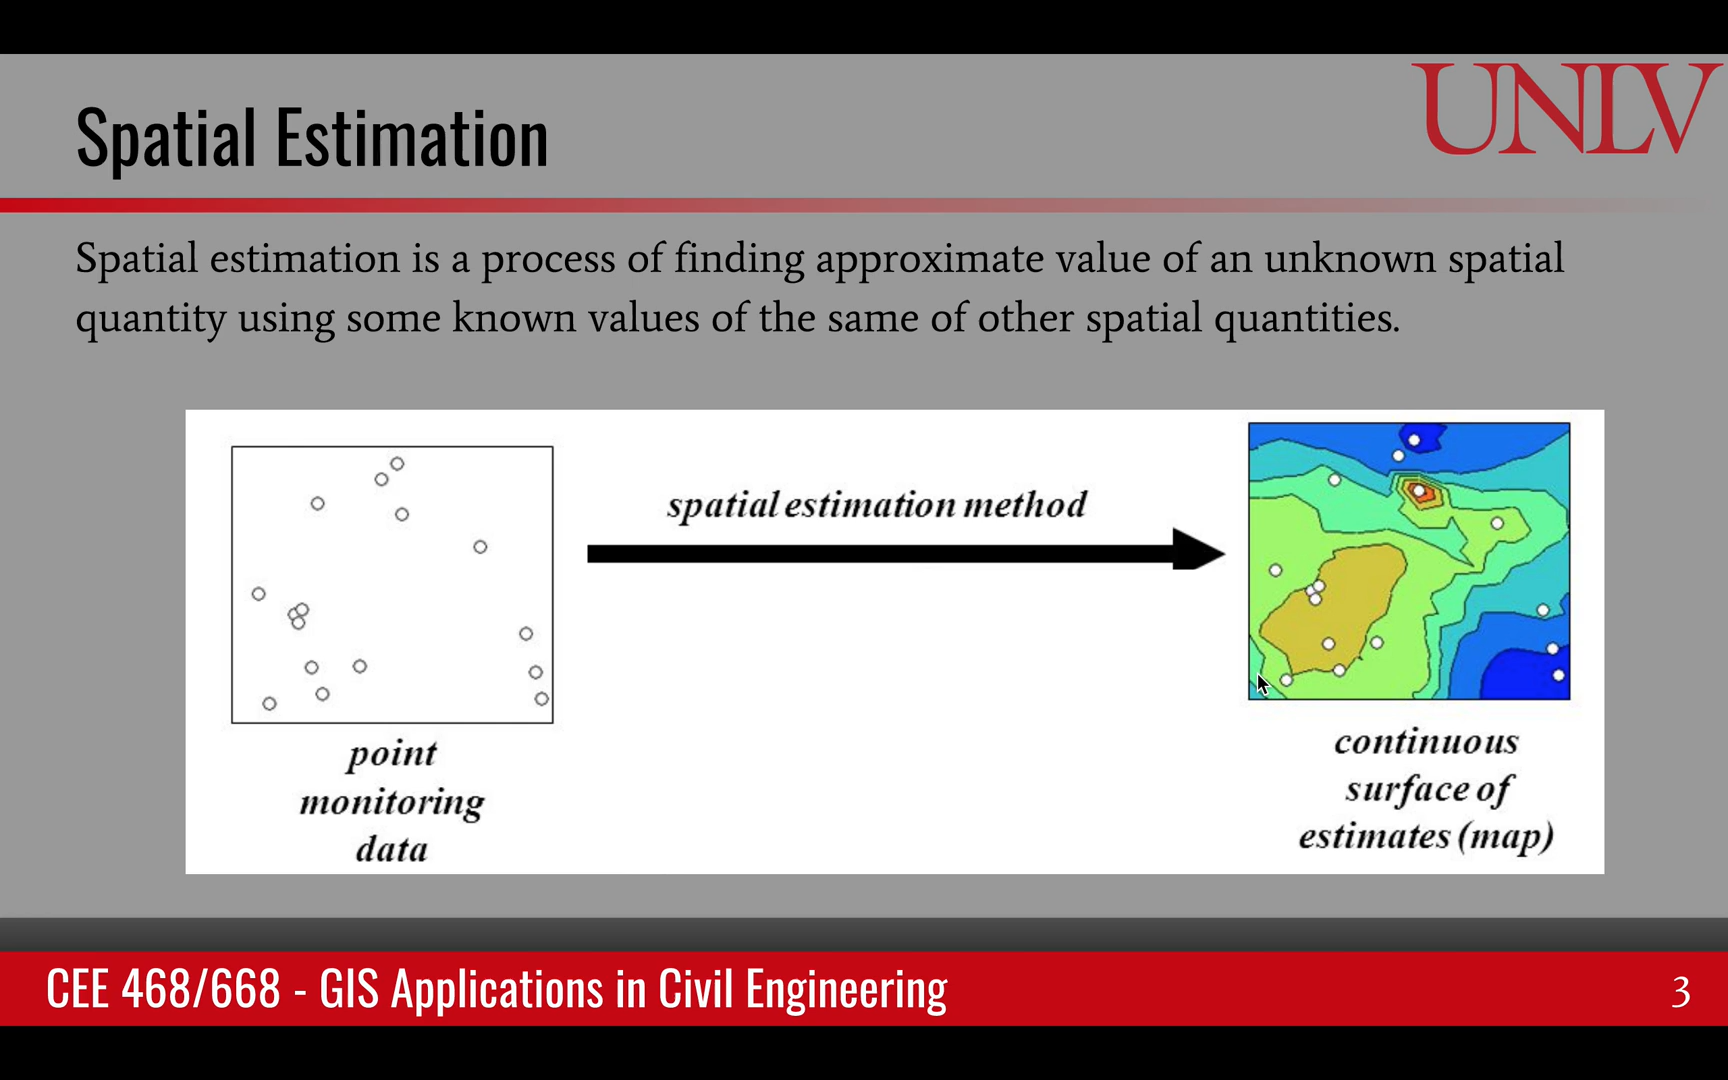 UNLV
Spatial Estimation
Spatial estimation is a process of finding approximate value of an unknown spatial
quantity using some known values of the same of other spatial quantities.
spatial estimation method
point
monitoring
data
continuous
surface of
estimates (map)
CEE 468/668 - GIS Applications in Civil Engineering
3